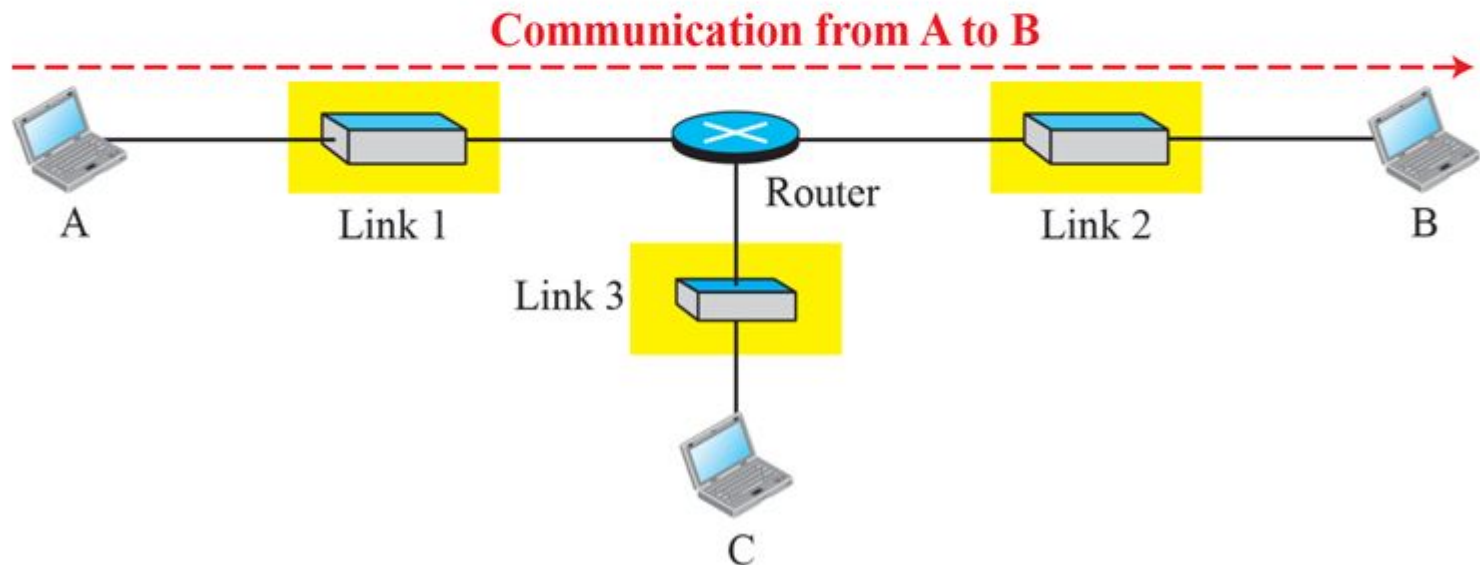 Communication from A to B
A
Link 1
Router
Link 2
B
Link 3
C